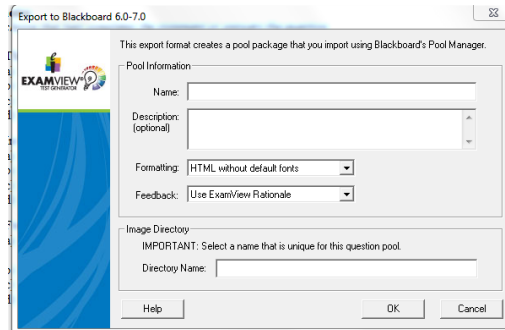 Export to Blackboard 6.0-7.0
This export format creates a pool package that you import using Blackboard's Pool Manager.
EXAMVIEW
TEST GENERATOR
Pool Information
Name:
Description:
(optional)
Formatting: HTML without default fonts
Feedback: Use ExamView Rationale
Image Directory
IMPORTANT: Select a name that is unique for this question pool.
Directory Name:
Help OK Cancel